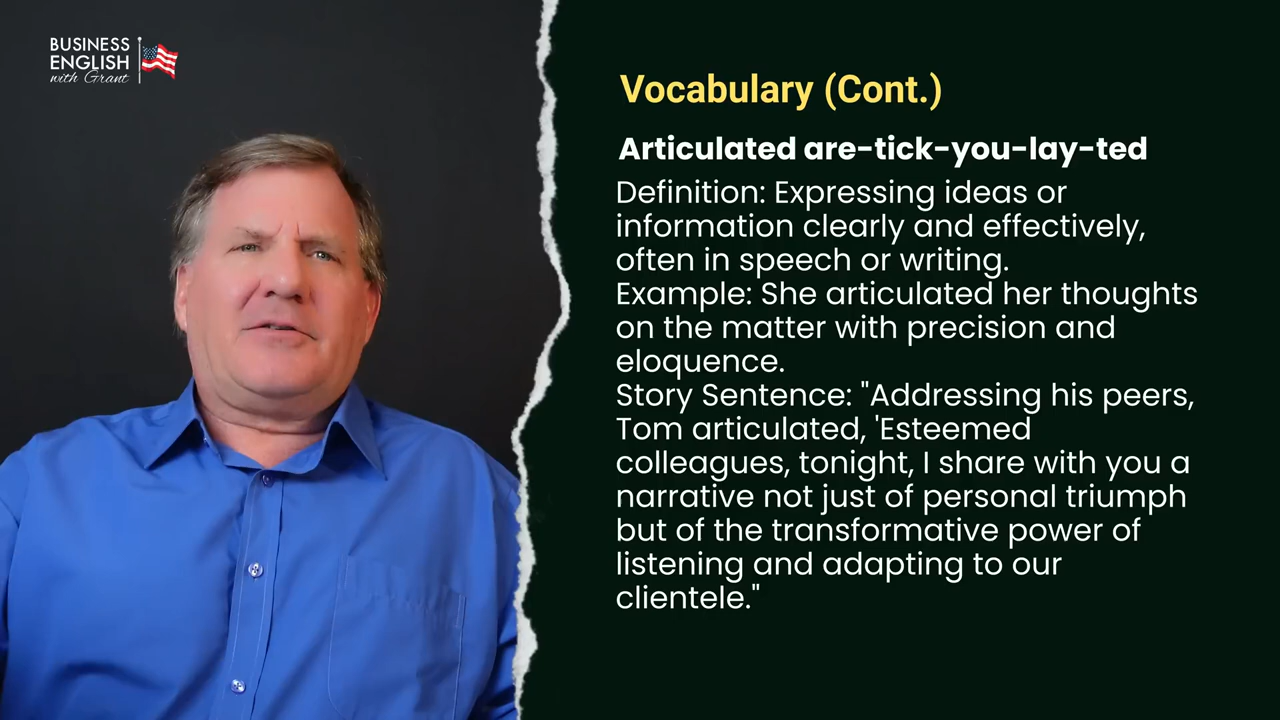 BUSINESS
ENGLISH
with Grant
Vocabulary (Cont.)
Articulated are-tick-you-lay-ted
Definition: Expressing ideas or
information clearly and effectively,
often in speech or writing.
Example: She articulated her thoughts
on the matter with precision and
eloquence.
Story Sentence: "Addressing his peers,
Tom articulated, 'Esteemed
colleagues, tonight, I share with you a
narrative not just of personal triumph
but of the transformative power of
listening and adapting to our
clientele."